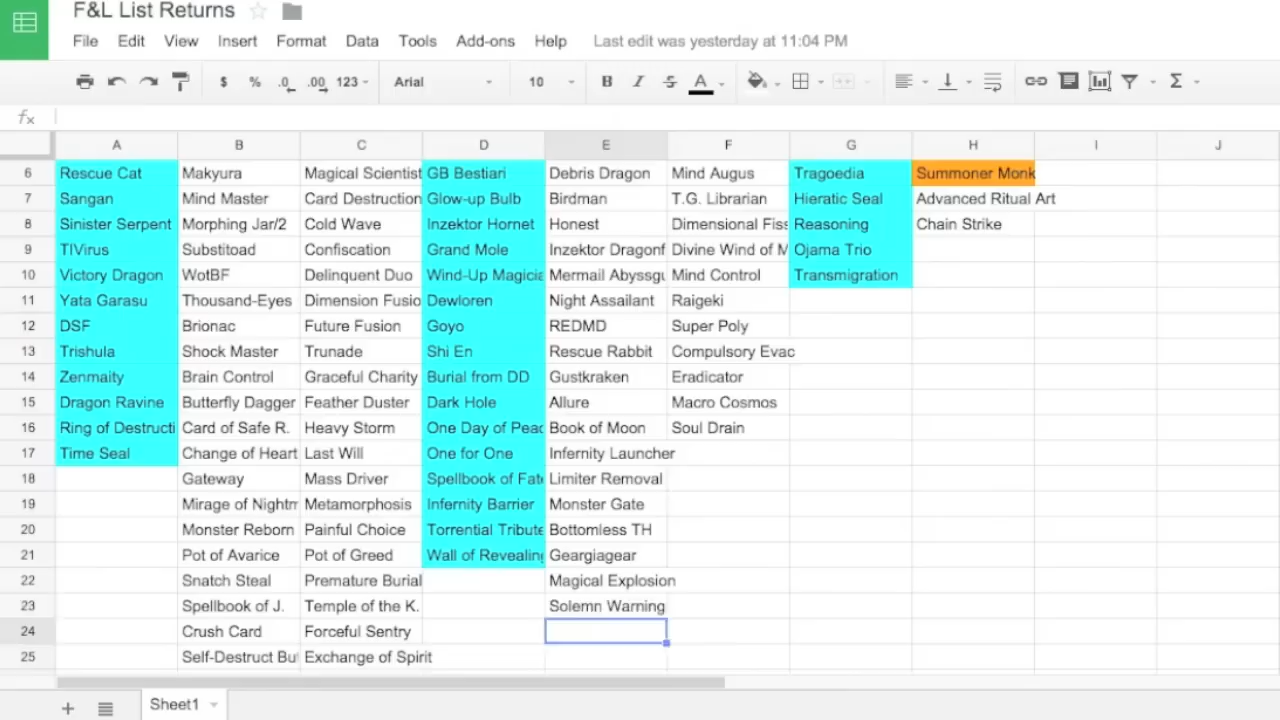 F&L List Returns
File Edit View Insert Format Data Tools Add-ons Help Last edit was yesterday at 11:04 PM
$ % .0 .00 123 Arial 10 B I S A Σ
fx
A B C D E F G H I J
6 Rescue Cat Makyura Magical Scientist GB Bestiari Debris Dragon Mind Augus Tragoedia Summoner Monk
7 Sangan Mind Master Card Destruction Glow-up Bulb Birdman T.G. Librarian Hieratic Seal Advanced Ritual Art
8 Sinister Serpent Morphing Jar/2 Cold Wave Inzektor Hornet Honest Dimensional Fiss Reasoning Chain Strike
9 TIVirus Substitoad Confiscation Grand Mole Inzektor Dragonf Divine Wind of M Ojama Trio
10 Victory Dragon WotBF Delinquent Duo Wind-Up Magicia Mermail Abyssgu Mind Control Transmigration
11 Yata Garasu Thousand-Eyes Dimension Fusio Dewloren Night Assailant Raigeki
12 DSF Brionac Future Fusion Goyo REDMD Super Poly
13 Trishula Shock Master Trunade Shi En Rescue Rabbit Compulsory Evac
14 Zenmaity Brain Control Graceful Charity Burial from DD Gustkraken Eradicator
15 Dragon Ravine Butterfly Dagger Feather Duster Dark Hole Allure Macro Cosmos
16 Ring of Destructi Card of Safe R. Heavy Storm One Day of Peac Book of Moon Soul Drain
17 Time Seal Change of Heart Last Will One for One Infernity Launcher
18 Gateway Mass Driver Spellbook of Fate Limiter Removal
19 Mirage of Nightm Metamorphosis Infernity Barrier Monster Gate
20 Monster Reborn Painful Choice Torrential Tribute Bottomless TH
21 Pot of Avarice Pot of Greed Wall of Revealing Geargiagear
22 Snatch Steal Premature Burial Magical Explosion
23 Spellbook of J. Temple of the K. Solemn Warning
24 Crush Card Forceful Sentry
25 Self-Destruct But Exchange of Spirit
+ Sheet1